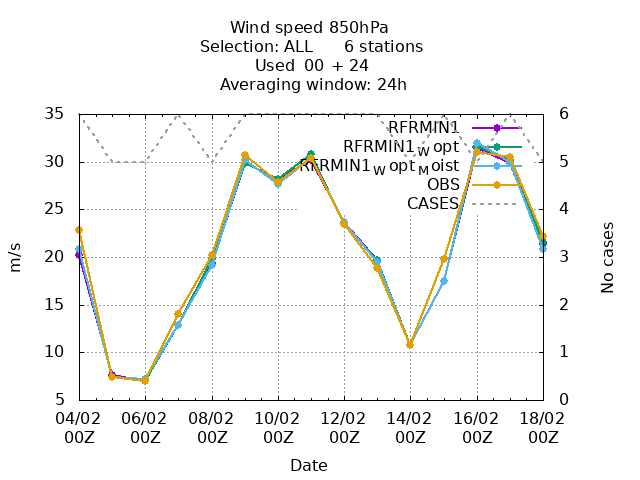 Wind speed 850hPa
Selection: ALL 6 stations
Used 00 + 24
Averaging window: 24h
35 6
RFRMIN1
RFRMIN1W opt
30 5
RFRMIN1W optM oist
OBS
CASES
25 4
20 3
15 2
10 1
5 0
m/s
No cases
04/02 06/02 08/02 10/02 12/02 14/02 16/02 18/02
00Z 00Z 00Z 00Z 00Z 00Z 00Z 00Z
Date